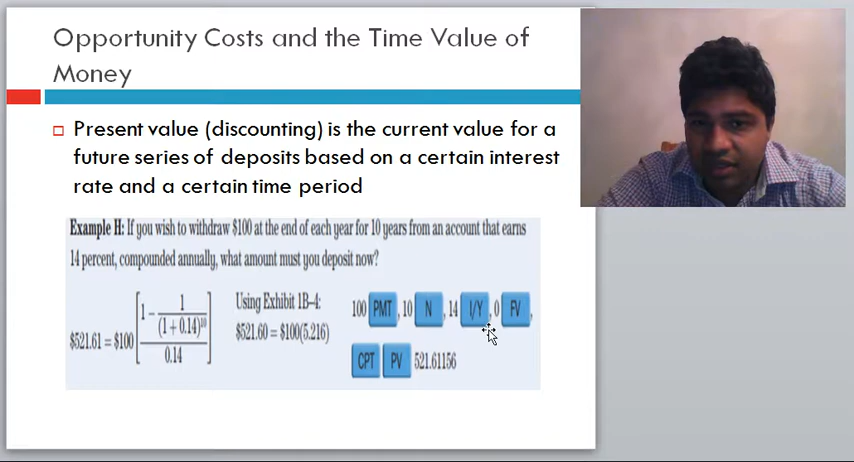 Opportunity Costs and the Time Value of
Money
Present value (discounting) is the current value for a
future series of deposits based on a certain interest
rate and a certain time period
Example H: If you wish to withdraw $100 at the end of each year for 10 years from an account that earns
14 percent, compounded annually, what amount must you deposit now?
$521.61 = $100 [1 - 1
(1 + 0.14)¹⁰
0.14]
Using Exhibit 1B–4:
$521.60 = $100(5.216)
100 PMT , 10 N , 14 I/Y , 0 FV ,
CPT PV 521.61156